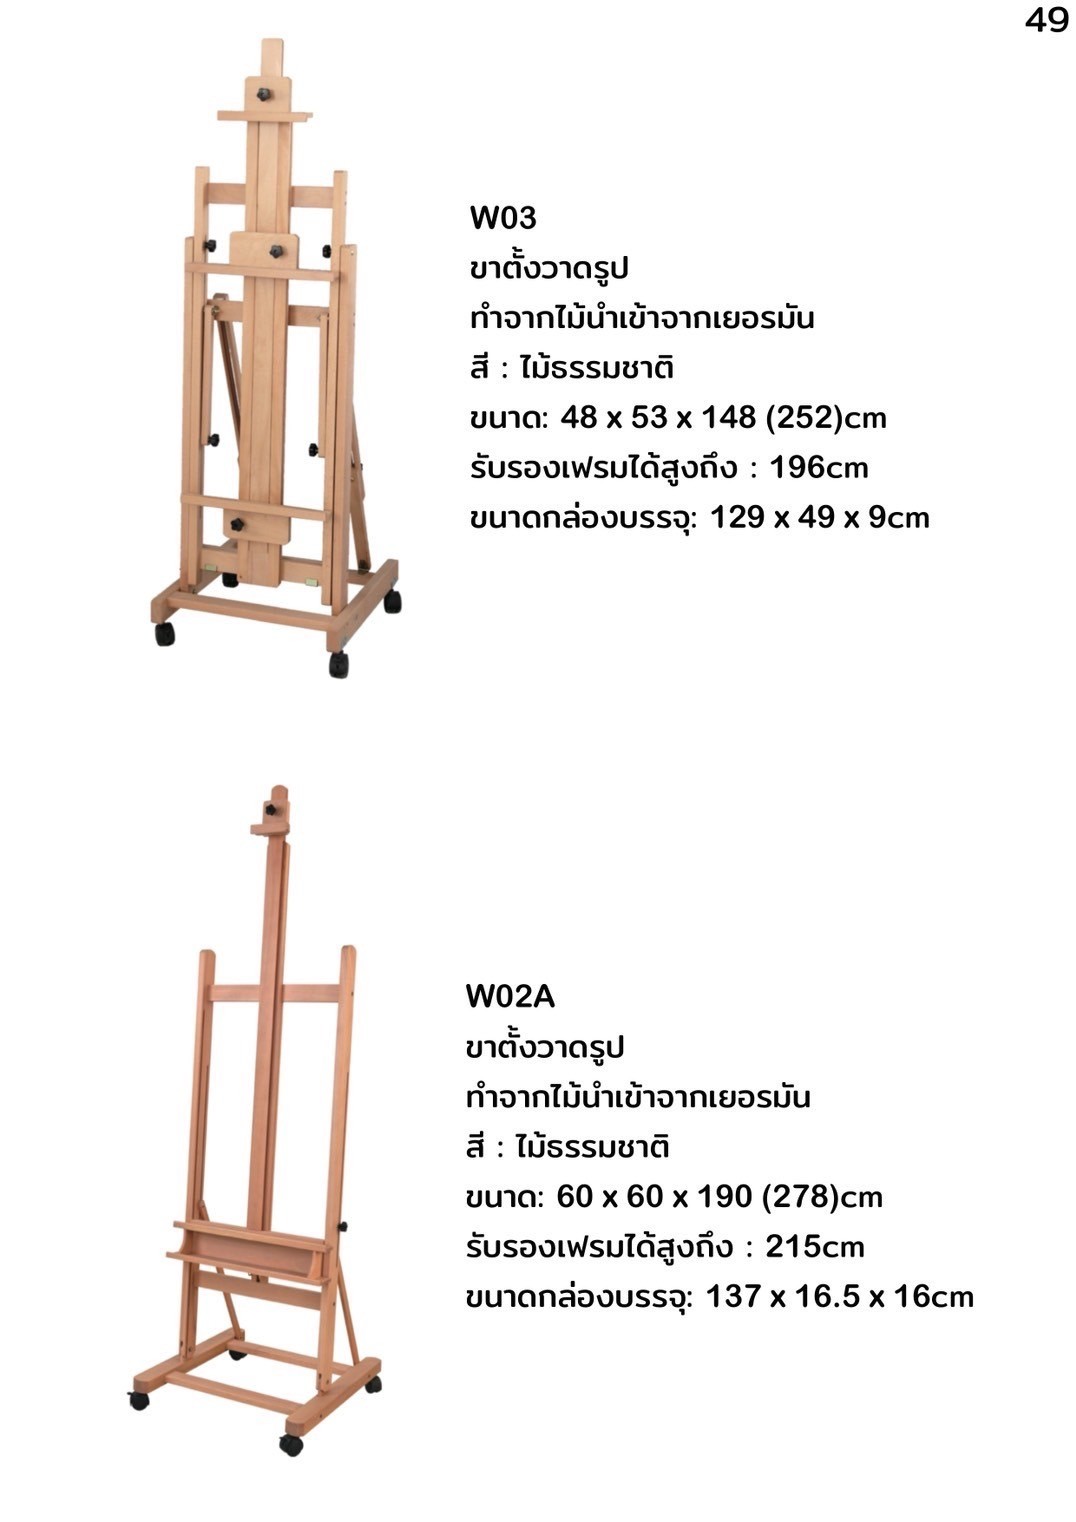 49
W03
ขาตั้งวาดรูป
ทำจากไม้นำเข้าจากเยอรมัน
สี : ไม้ธรรมชาติ
ขนาด: 48 x 53 x 148 (252)cm
รับรองเฟรมได้สูงถึง : 196cm
ขนาดกล่องบรรจุ: 129 x 49 x 9cm
W02A
ขาตั้งวาดรูป
ทำจากไม้นำเข้าจากเยอรมัน
สี : ไม้ธรรมชาติ
ขนาด: 60 x 60 x 190 (278)cm
รับรองเฟรมได้สูงถึง : 215cm
ขนาดกล่องบรรจุ: 137 x 16.5 x 16cm